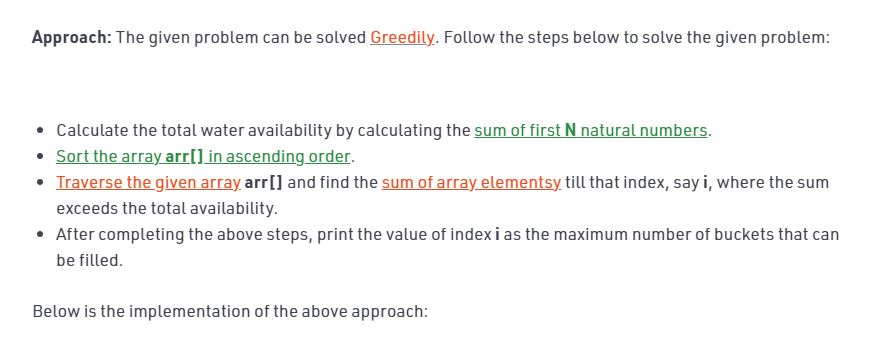 Approach: The given problem can be solved Greedily. Follow the steps below to solve the given problem:
• Calculate the total water availability by calculating the sum of first N natural numbers.
• Sort the array arr[] in ascending order.
• Traverse the given array arr[] and find the sum of array elementsy till that index, say i, where the sum
exceeds the total availability.
• After completing the above steps, print the value of index i as the maximum number of buckets that can
be filled.
Below is the implementation of the above approach: